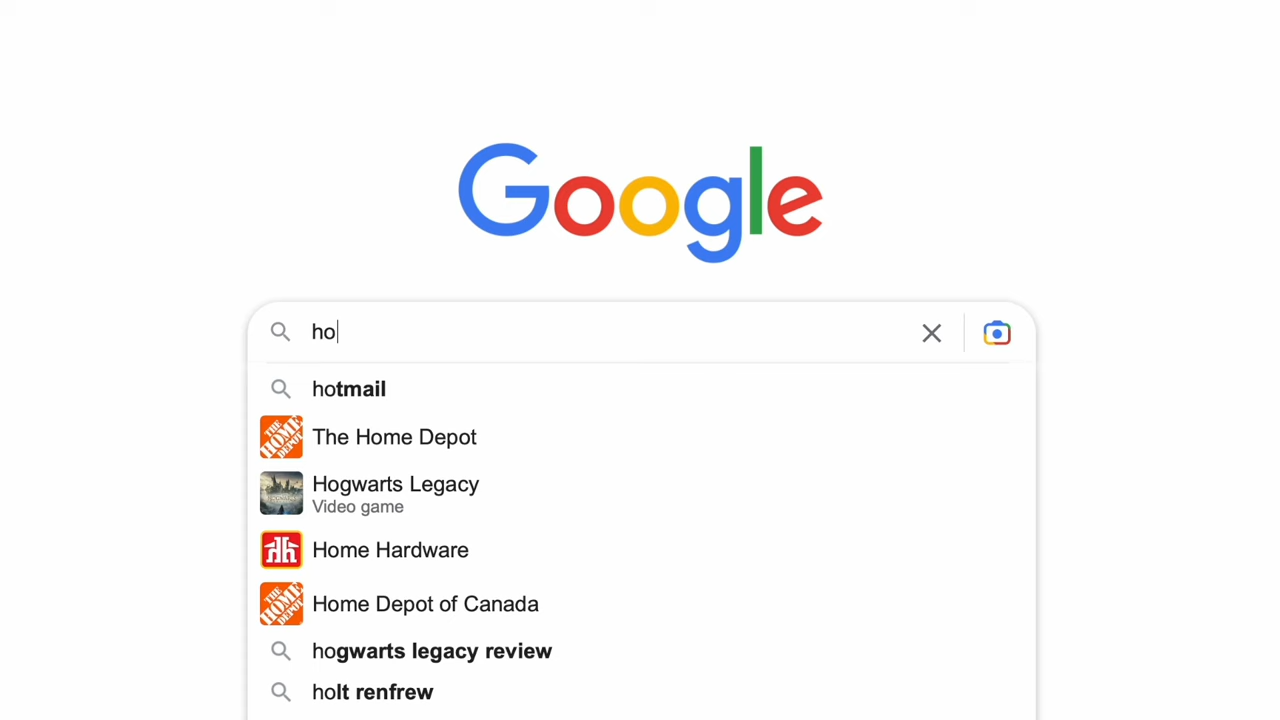 Google
ho
hotmail
The Home Depot
Hogwarts Legacy
Video game
Home Hardware
Home Depot of Canada
hogwarts legacy review
holt renfrew